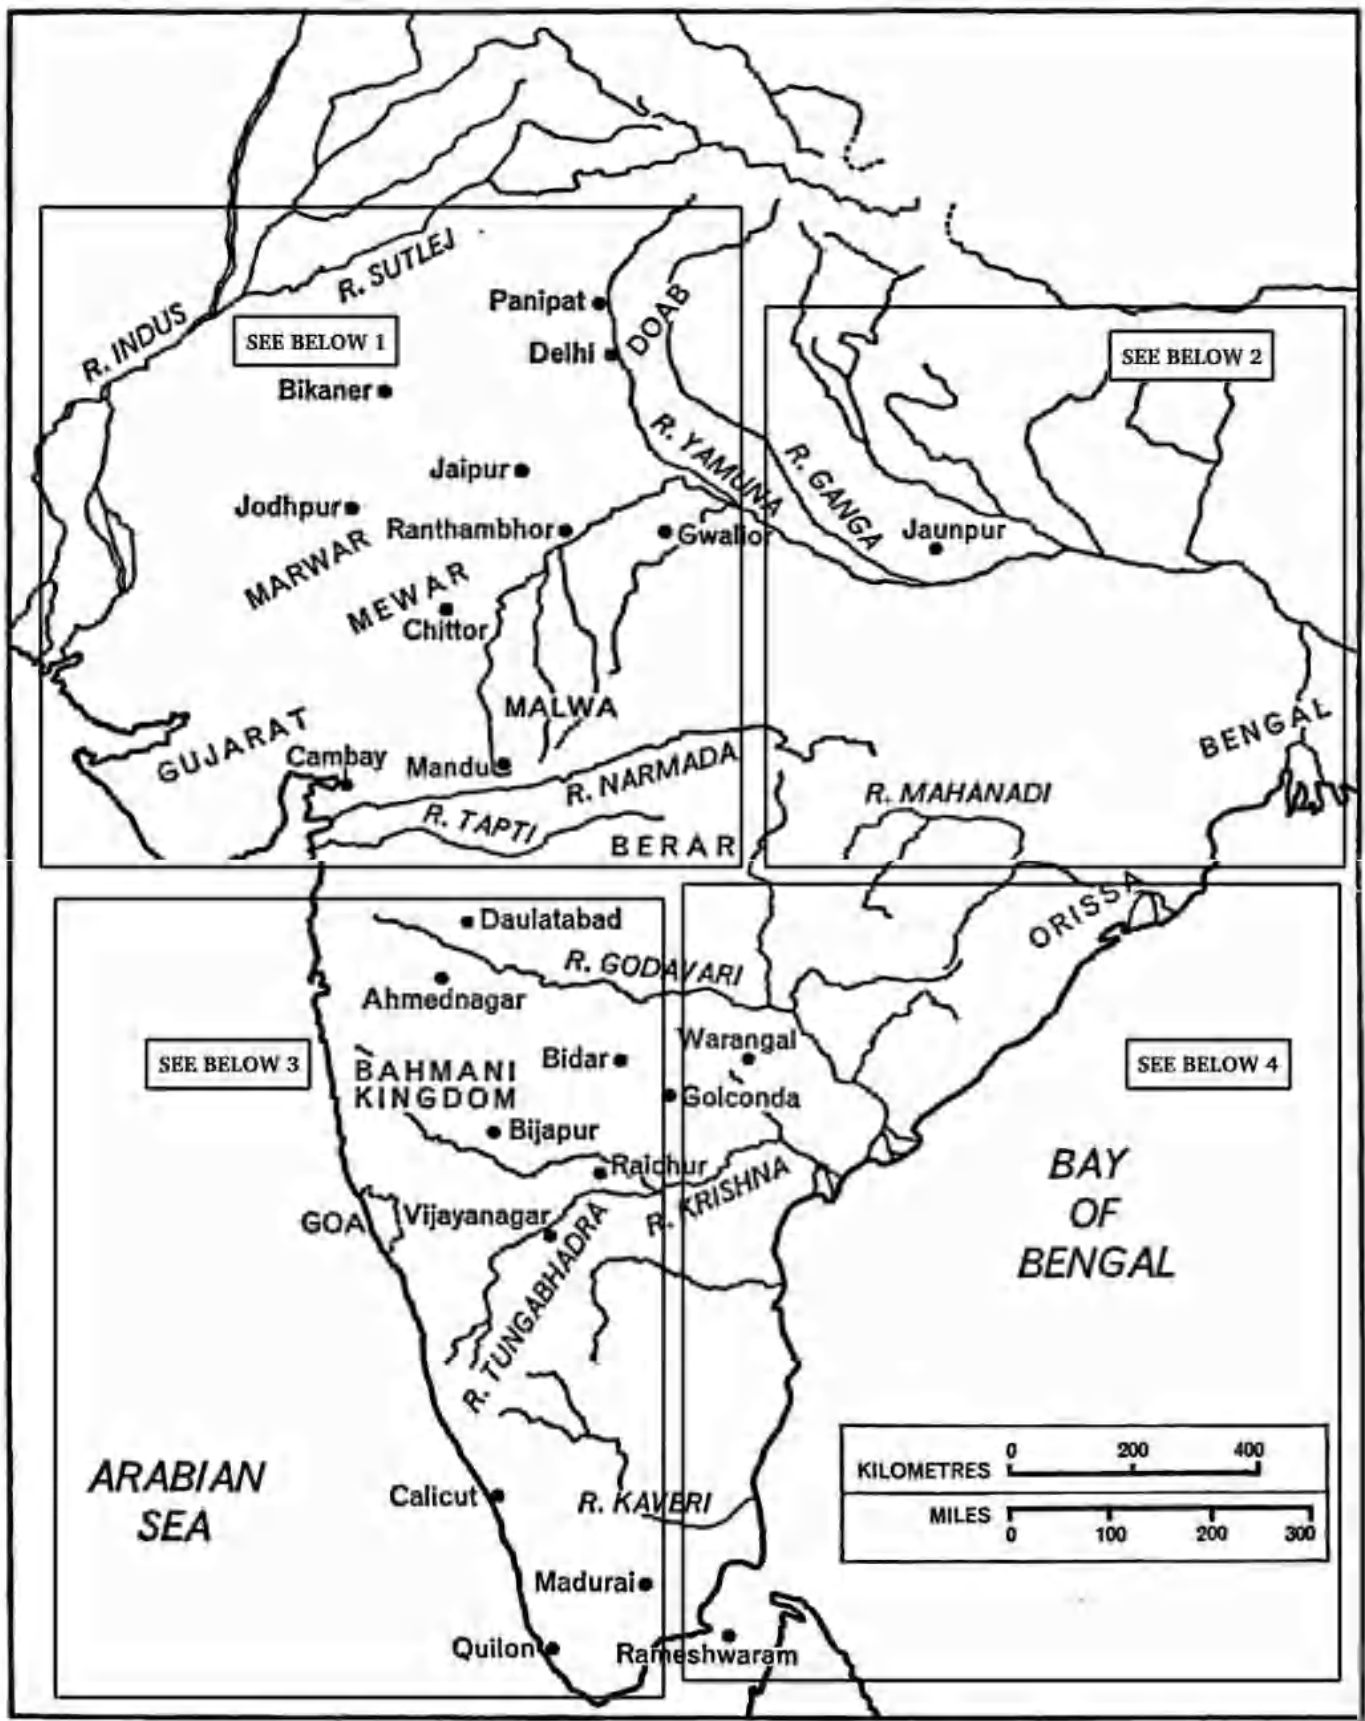 R. SUTLEJ
R. INDUS
SEE BELOW 1
Panipat
Delhi
DOAB
SEE BELOW 2
Bikaner
Jaipur
R. YAMUNA
R. GANGA
Jodhpur
Ranthambhor
Gwalior
Jaunpur
MARWAR
MEWAR
Chittor
MALWA
GUJARAT
Cambay
Mandu
R. NARMADA
R. TAPTI
BERAR
BENGAL
R. MAHANADI
ORISSA
Daulatabad
R. GODAVARI
Ahmednagar
SEE BELOW 3
BAHMANI
KINGDOM
Bidar
Warangal
Golconda
SEE BELOW 4
Bijapur
Raichur
R. KRISHNA
GOA
Vijayanagar
R. TUNGABHADRA
BAY
OF
BENGAL
ARABIAN
SEA
Calicut
R. KAVERI
Madurai
Quilon
Rameshwaram
0 200 400
KILOMETRES
MILES
0 100 200 300